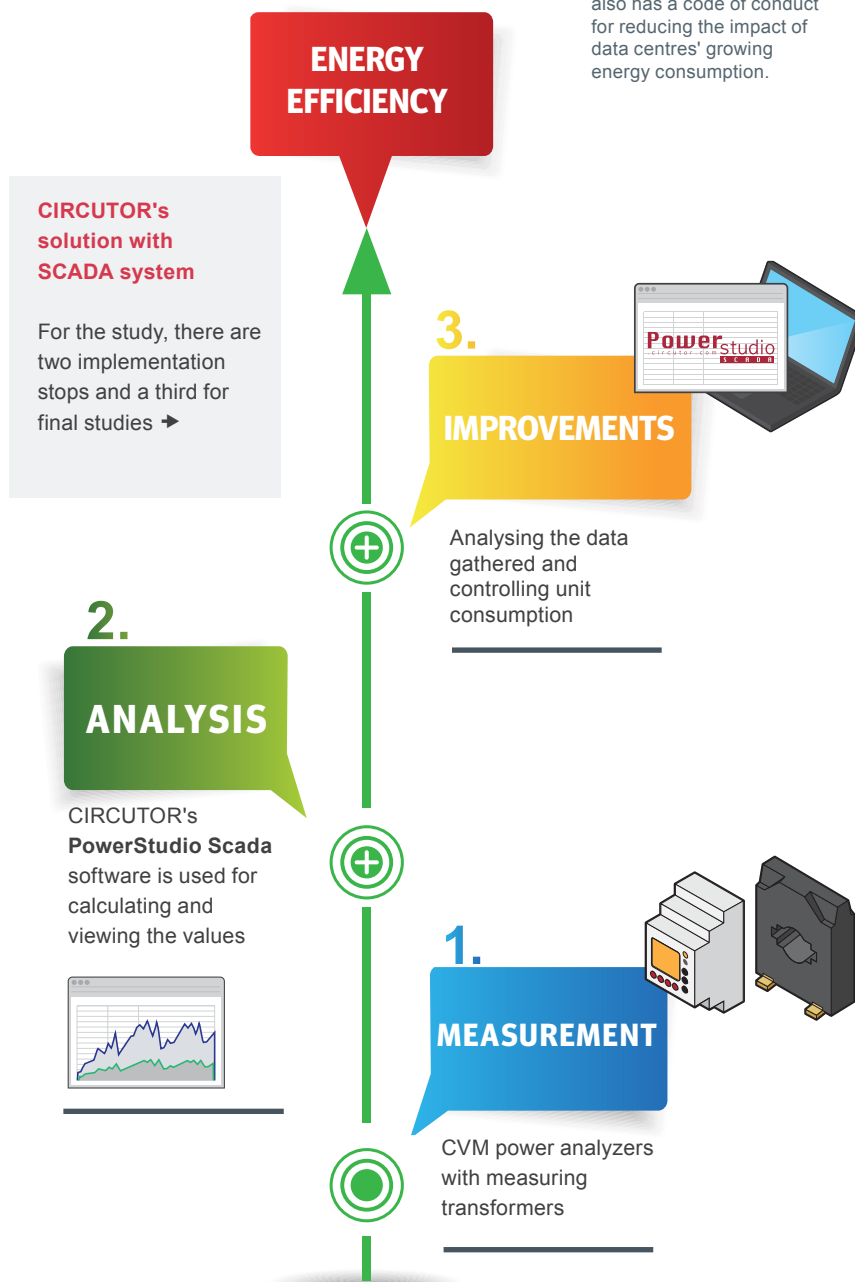 also has a code of conduct
for reducing the impact of
data centres' growing
energy consumption.
ENERGY
EFFICIENCY
CIRCUTOR's
solution with
SCADA system
For the study, there are
two implementation
stops and a third for
final studies
3.
IMPROVEMENTS
Powerstudio
circutor.com
SCADA
Analysing the data
gathered and
controlling unit
consumption
2.
ANALYSIS
CIRCUTOR's
PowerStudio Scada
software is used for
calculating and
viewing the values
1.
MEASUREMENT
CVM power analyzers
with measuring
transformers